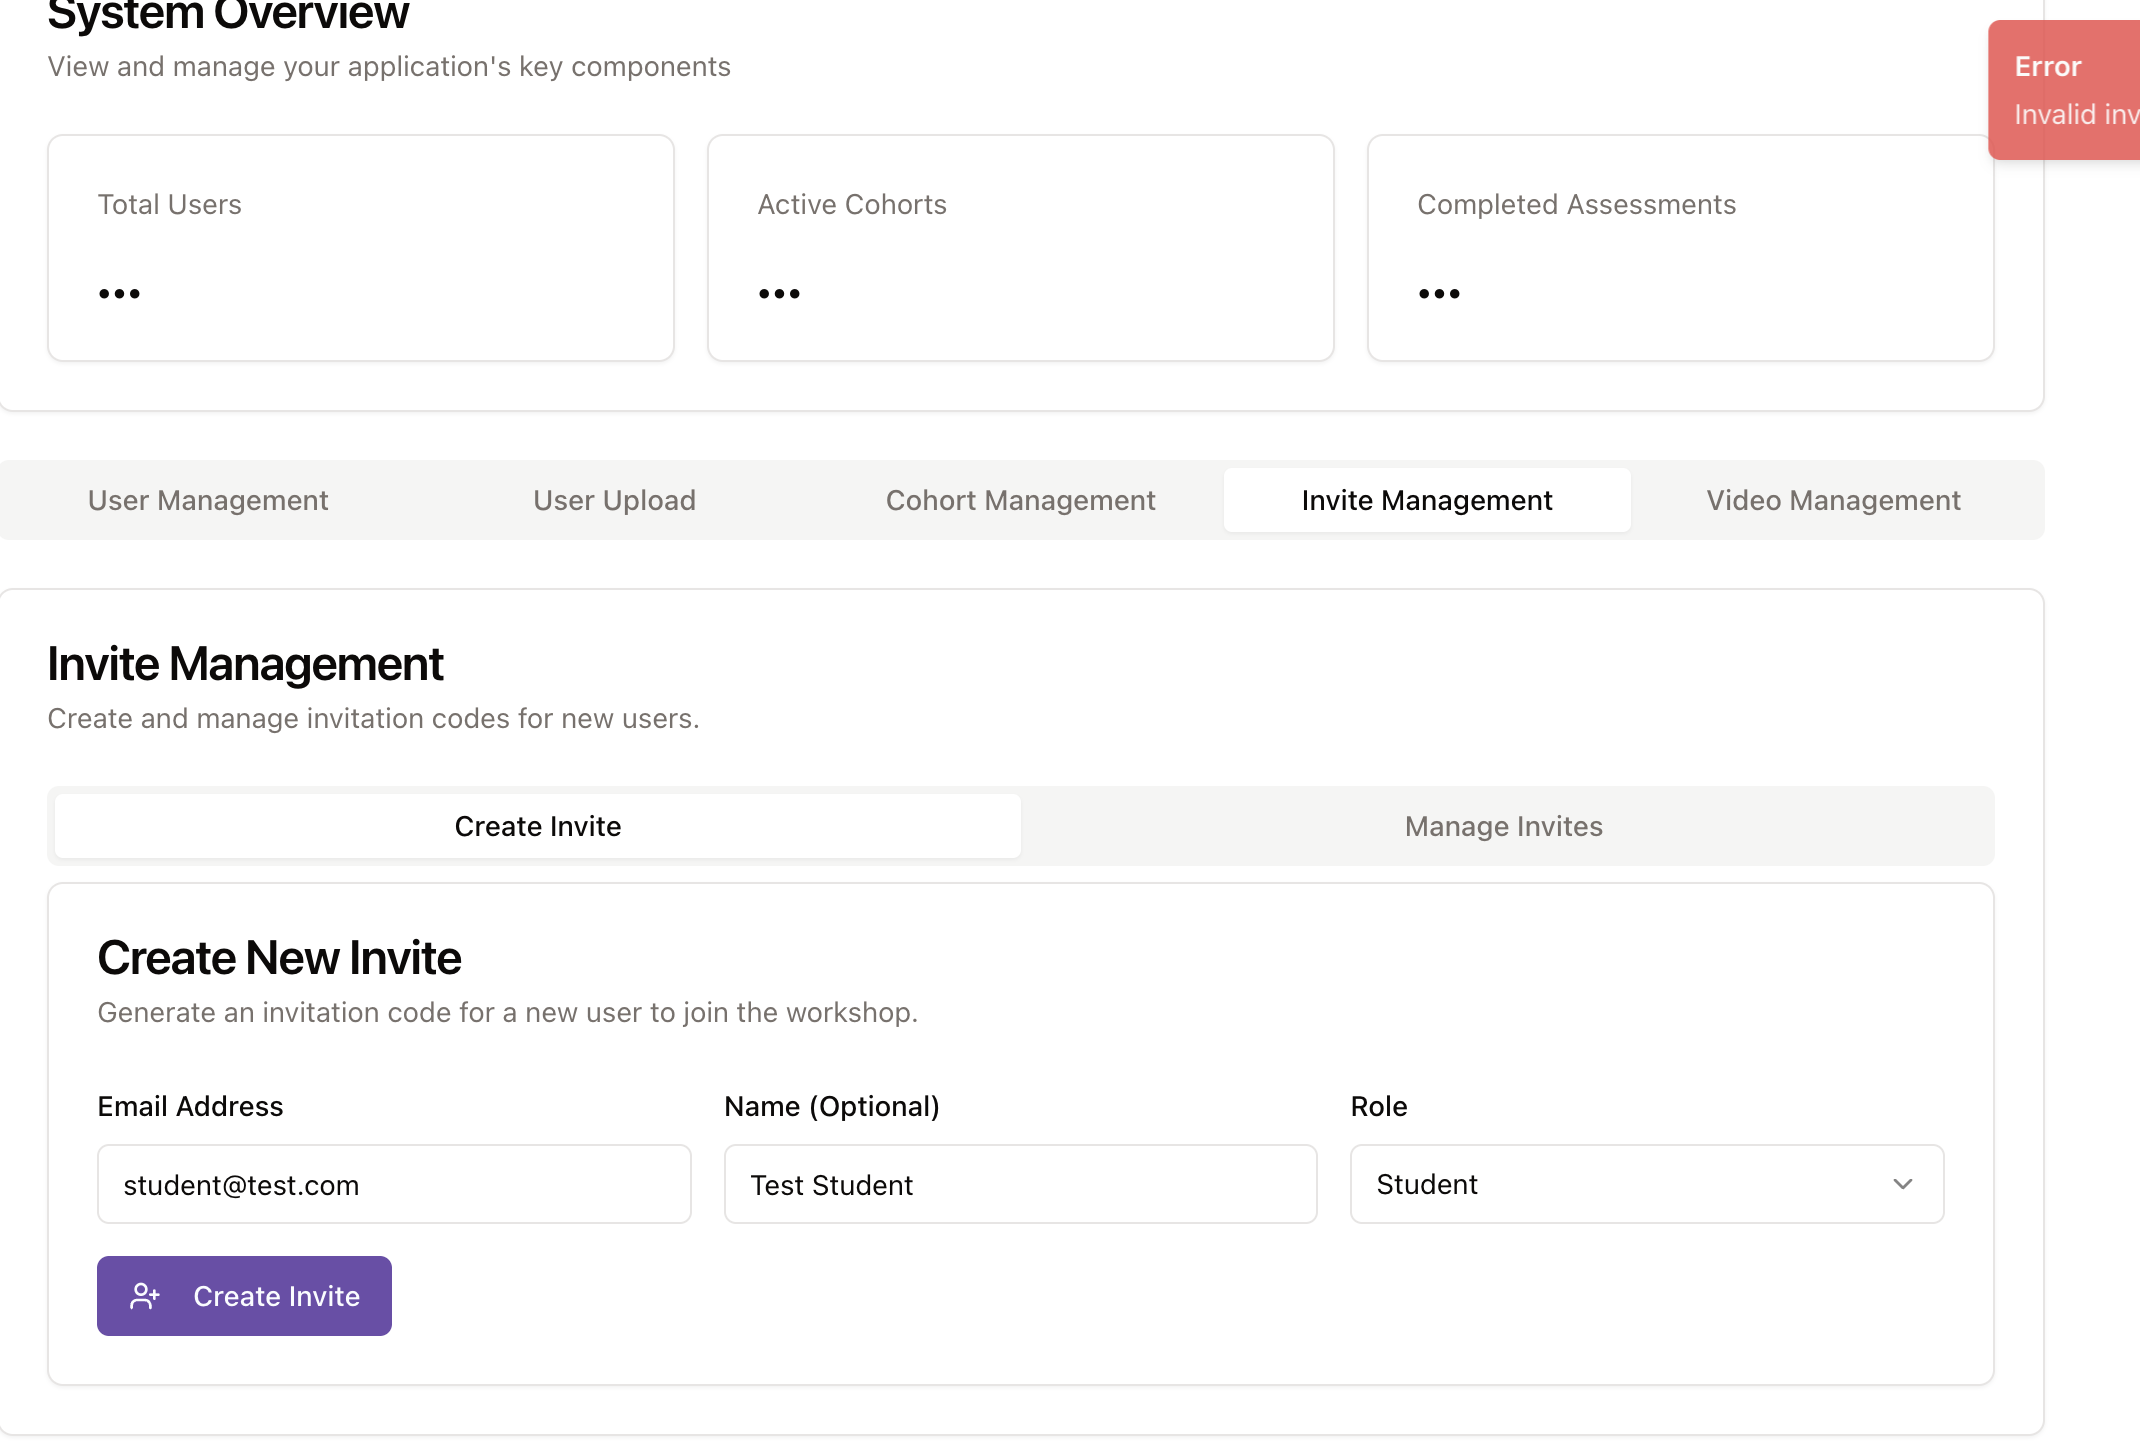 System Overview
View and manage your application's key components
Error
Invalid inv
Total Users
•••
Active Cohorts
•••
Completed Assessments
•••
User Management
User Upload
Cohort Management
Invite Management
Video Management
Invite Management
Create and manage invitation codes for new users.
Create Invite
Manage Invites
Create New Invite
Generate an invitation code for a new user to join the workshop.
Email Address
Name (Optional)
Role
student@test.com
Test Student
Student
Create Invite